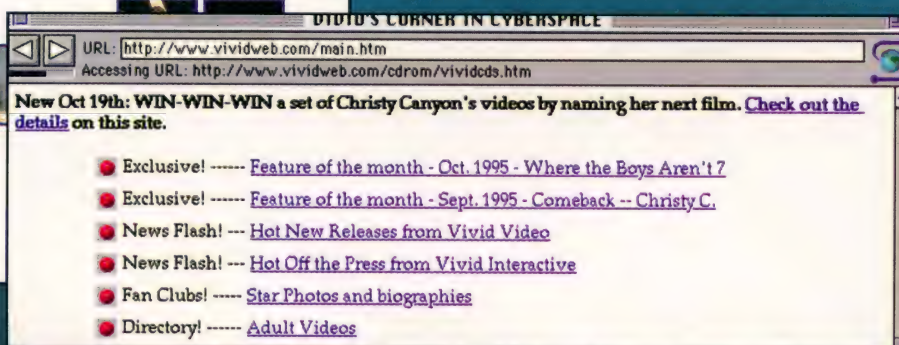 VIVID'S CORNER IN CYBERSPACE
URL: http://www.vividweb.com/main.htm
Accessing URL: http://www.vividweb.com/cdrom/vividcds.htm
New Oct 19th: WIN-WIN-WIN a set of Christy Canyon's videos by naming her next film. Check out the
details on this site.
Exclusive! ------ Feature of the month - Oct. 1995 - Where the Boys Aren't 7
Exclusive! ------ Feature of the month - Sept. 1995 - Comeback -- Christy C.
News Flash! --- Hot New Releases from Vivid Video
News Flash! --- Hot Off the Press from Vivid Interactive
Fan Clubs! ----- Star Photos and biographies
Directory! ------ Adult Videos